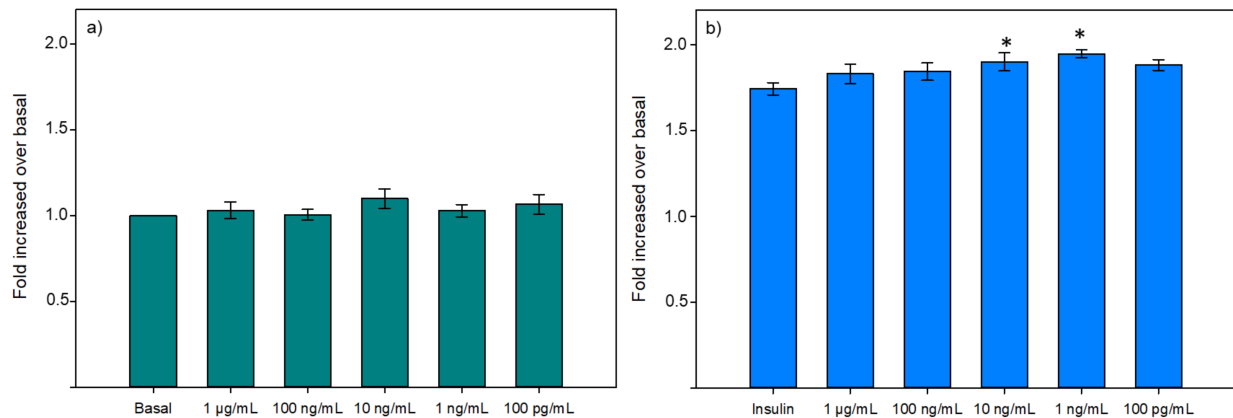 a)
Fold increased over basal
2.0
1.5
1.0
0.5
Basal 1 µg/mL 100 ng/mL 10 ng/mL 1 ng/mL 100 pg/mL
b)
Fold increased over basal
2.0
1.5
1.0
0.5
* *
Insulin 1 µg/mL 100 ng/mL 10 ng/mL 1 ng/mL 100 pg/mL